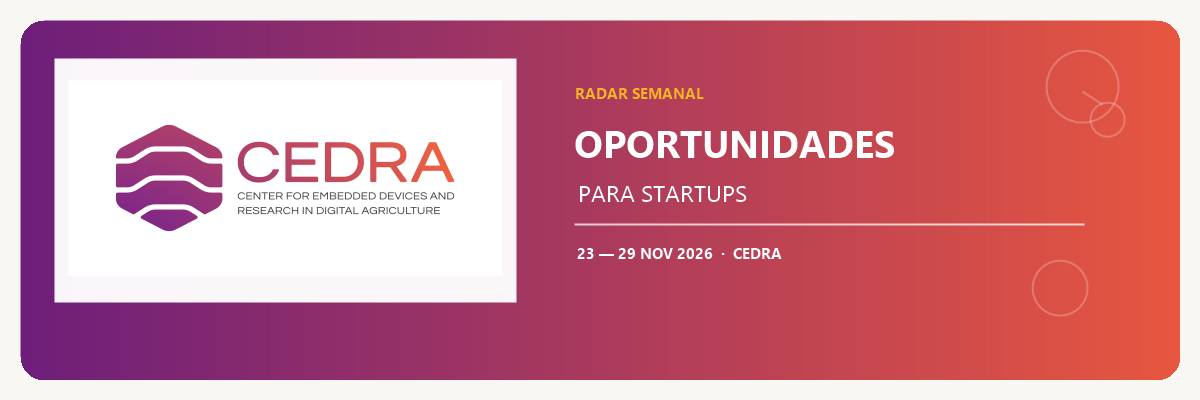 CEDRA
CENTER FOR EMBEDDED DEVICES AND
RESEARCH IN DIGITAL AGRICULTURE
RADAR SEMANAL
OPORTUNIDADES
PARA STARTUPS
23 — 29 NOV 2026 · CEDRA